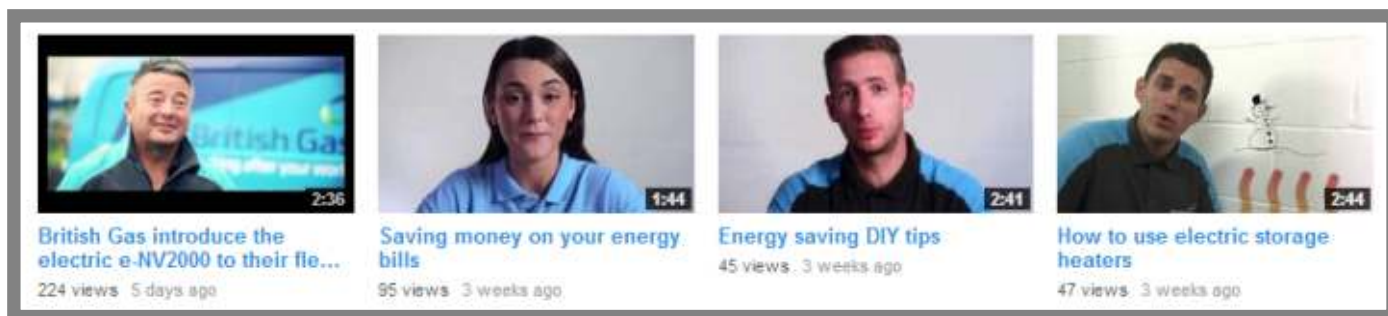 British Gas
2:36
1:44
2:41
2:44
British Gas introduce the
electric e-NV2000 to their fle...
224 views 5 days ago
Saving money on your energy
bills
95 views 3 weeks ago
Energy saving DIY tips
45 views 3 weeks ago
How to use electric storage
heaters
47 views 3 weeks ago